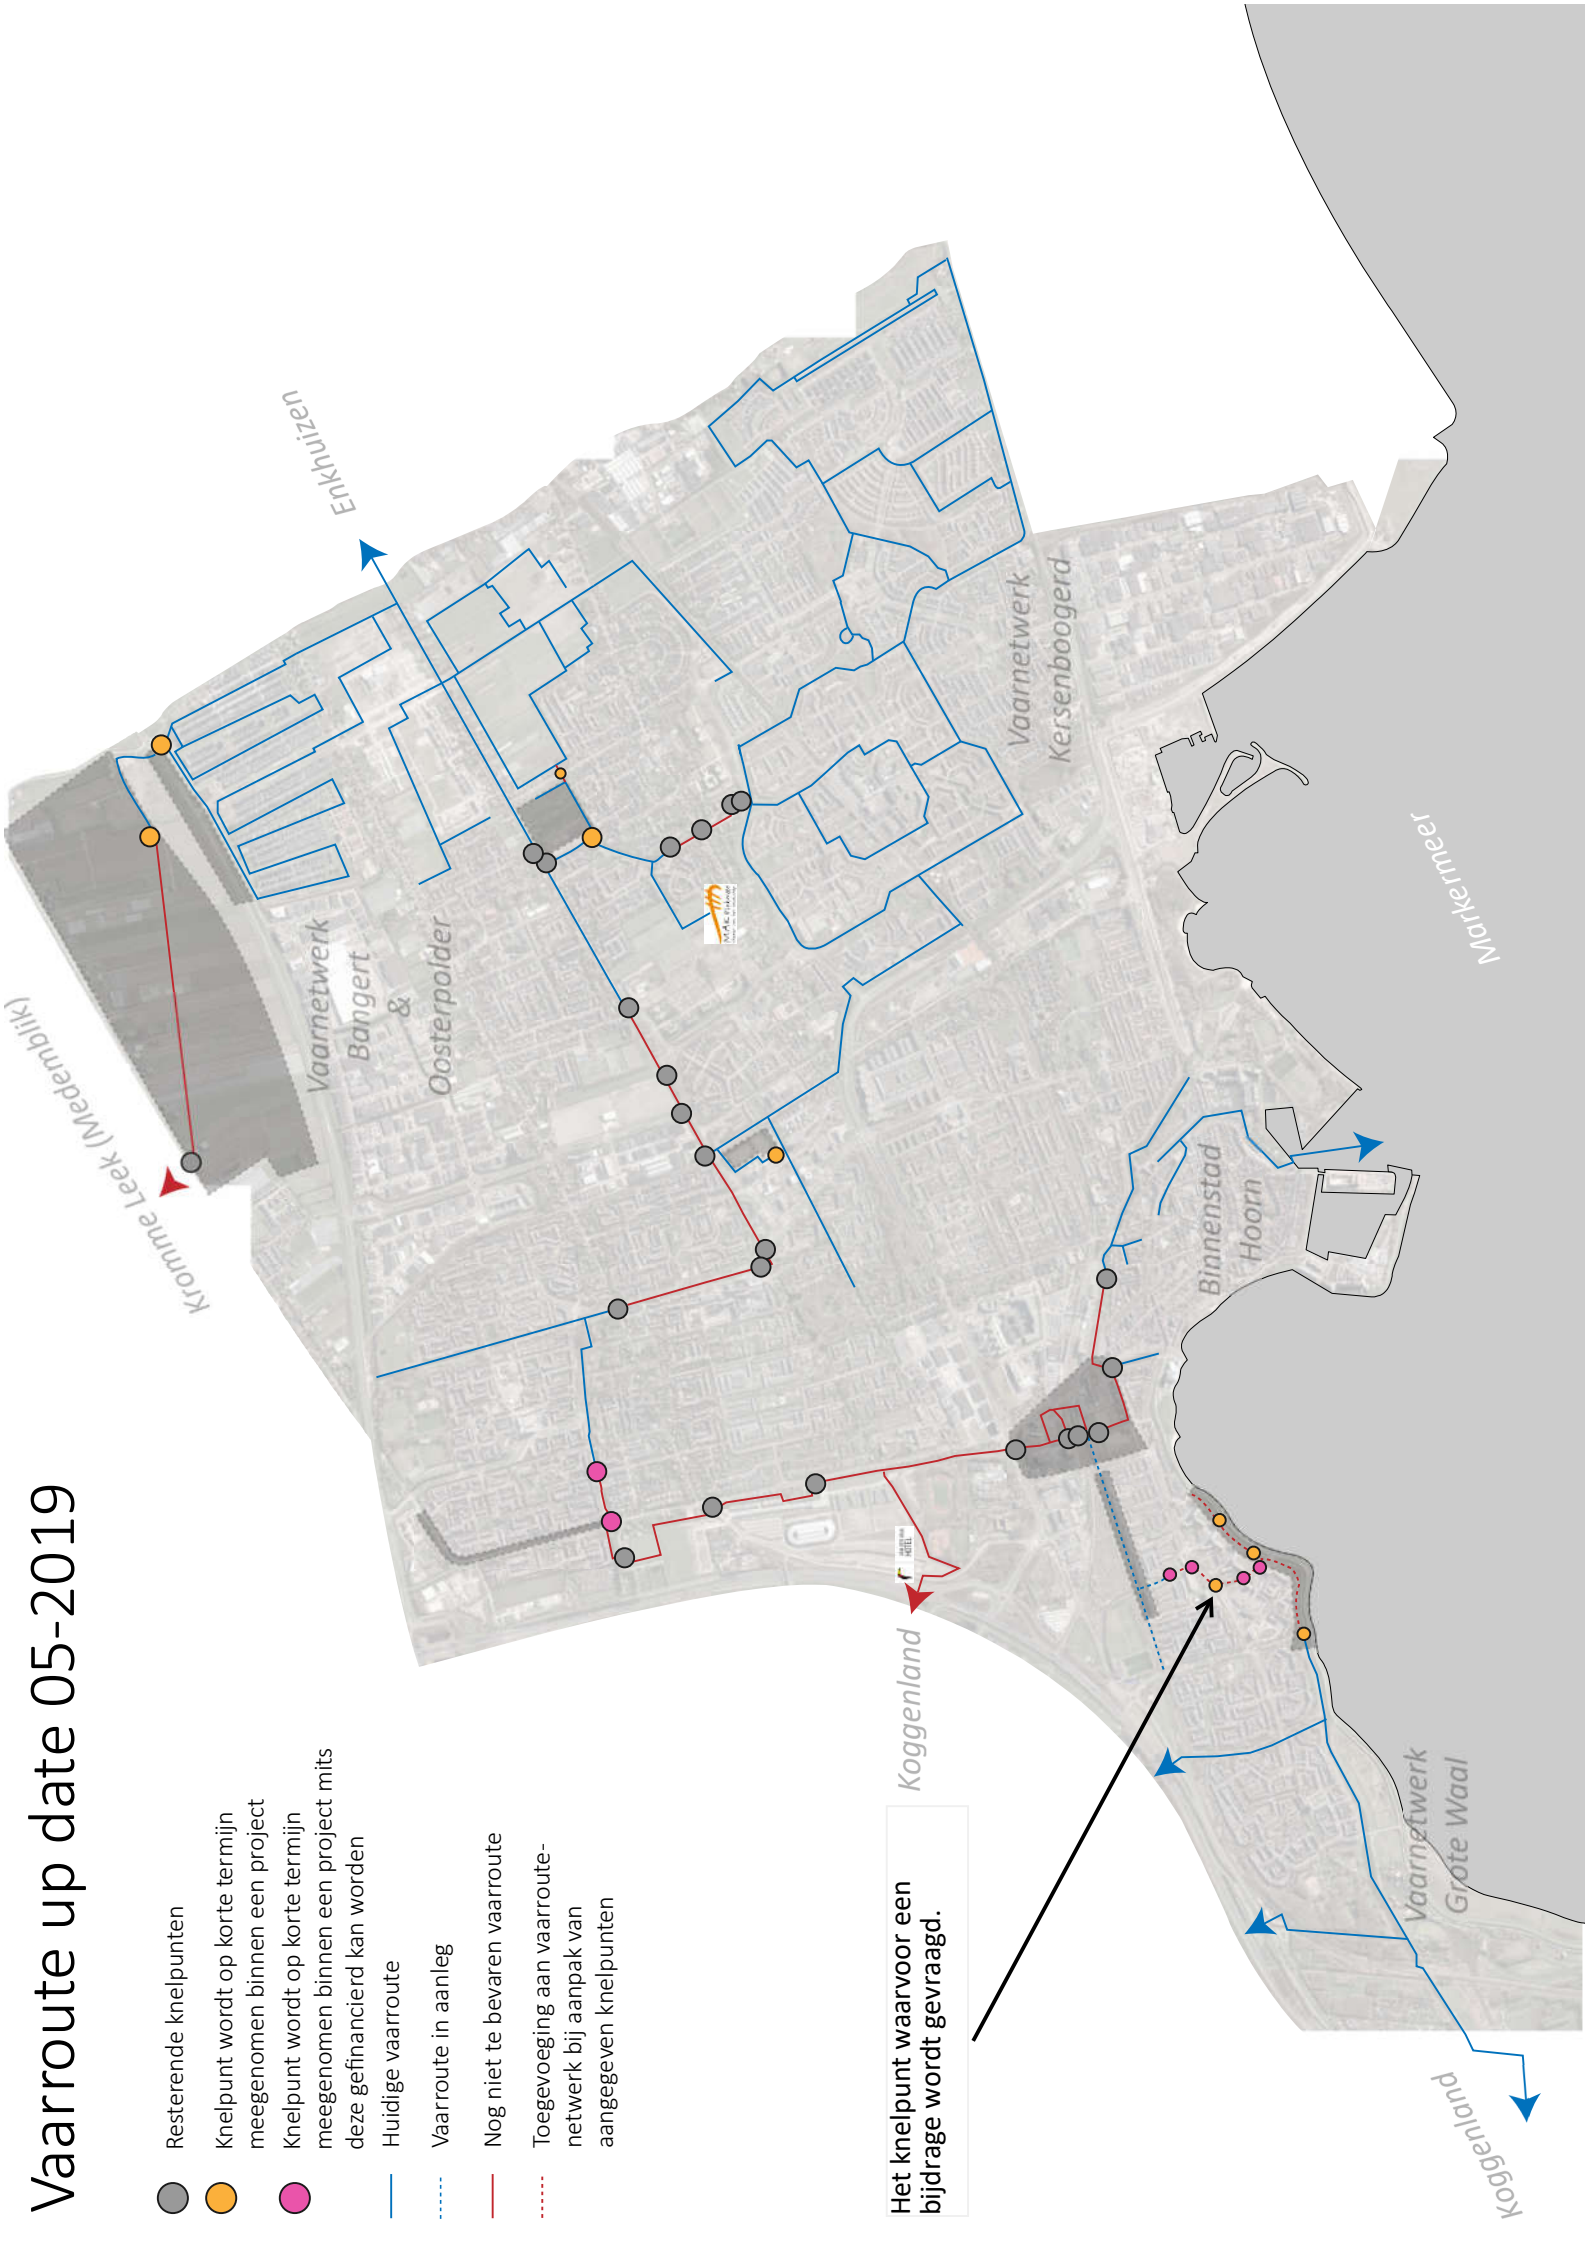 Vaarroute up date 05-2019
Resterende knelpunten
Knelpunt wordt op korte termijn
meegenomen binnen een project
Knelpunt wordt op korte termijn
meegenomen binnen een project mits
deze gefinancierd kan worden
Huidige vaarroute
Vaarroute in aanleg
Nog niet te bevaren vaarroute
Toegevoeging aan vaarroute-
netwerk bij aanpak van
aangegeven knelpunten
Het knelpunt waarvoor een
bijdrage wordt gevraagd.
Kromme Leek (Medemblik)
Enkhuizen
Vaarnetwerk
Bangert
&
Oosterpolder
Vaarnetwerk
Kersenboogerd
Markermeer
Binnenstad
Hoorn
Koggenland
HOTEL
Vaarnetwerk
Grote Waal
Koggenland